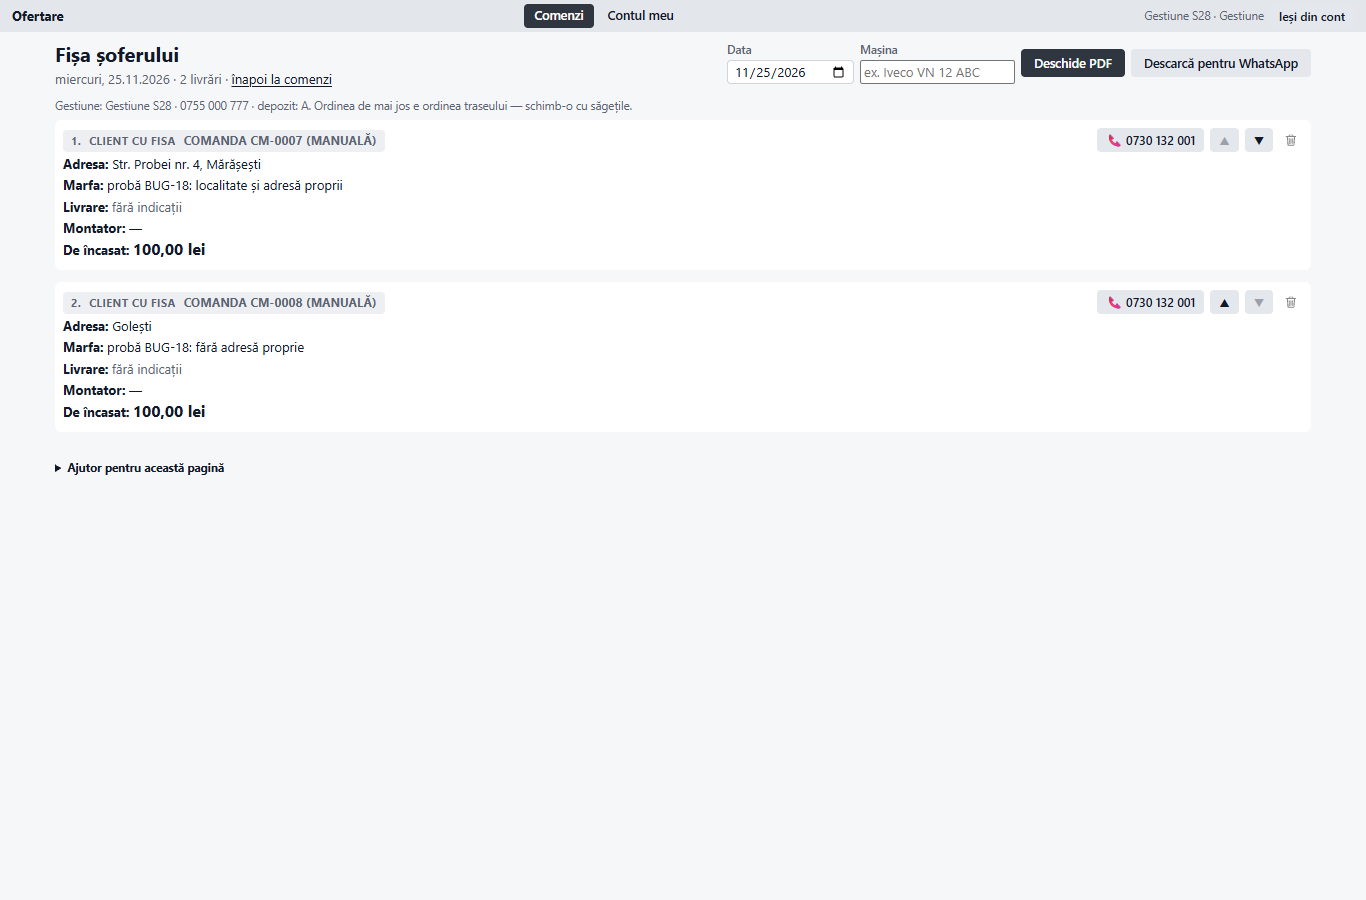 Ofertare
Comenzi
Contul meu
Gestiune S28 · Gestiune
Ieși din cont
Fișa șoferului
miercuri, 25.11.2026 · 2 livrări · înapoi la comenzi
Data
11/25/2026
Mașina
ex. Iveco VN 12 ABC
Deschide PDF
Descarcă pentru WhatsApp
Gestiune: Gestiune S28 · 0755 000 777 · depozit: A. Ordinea de mai jos e ordinea traseului — schimb-o cu săgețile.
1. CLIENT CU FISA COMANDA CM-0007 (MANUALĂ)
0730 132 001
Adresa: Str. Probei nr. 4, Mărășești
Marfa: probă BUG-18: localitate și adresă proprii
Livrare: fără indicații
Montator: —
De încasat: 100,00 lei
2. CLIENT CU FISA COMANDA CM-0008 (MANUALĂ)
0730 132 001
Adresa: Golești
Marfa: probă BUG-18: fără adresă proprie
Livrare: fără indicații
Montator: —
De încasat: 100,00 lei
Ajutor pentru această pagină